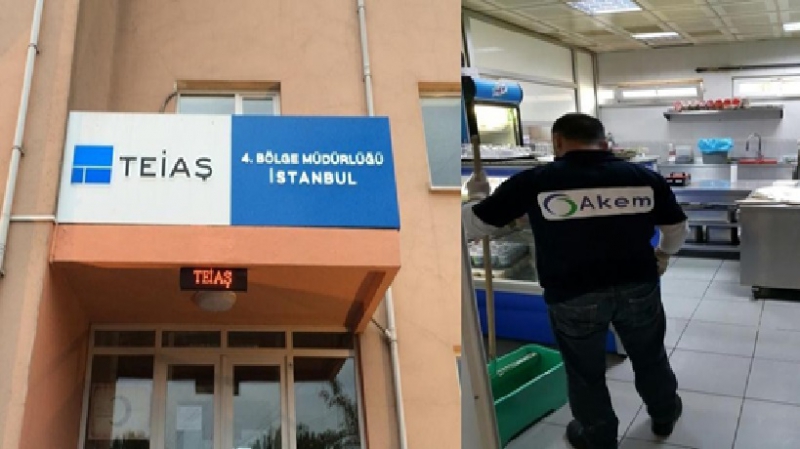 TEİAŞ
4. BÖLGE MÜDÜRLÜĞÜ
İSTANBUL
TEİAŞ
Akem